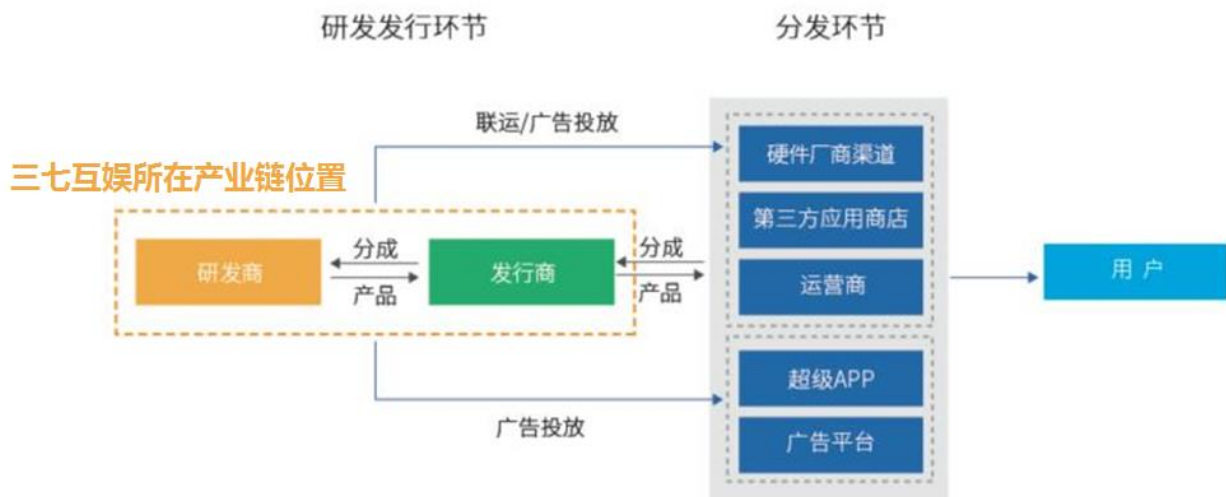 研发发行环节
分发环节
联运/广告投放
三七互娱所在产业链位置
硬件厂商渠道
第三方应用商店
运营商
研发商
分成
产品
发行商
分成
产品
用 户
超级APP
广告平台
广告投放